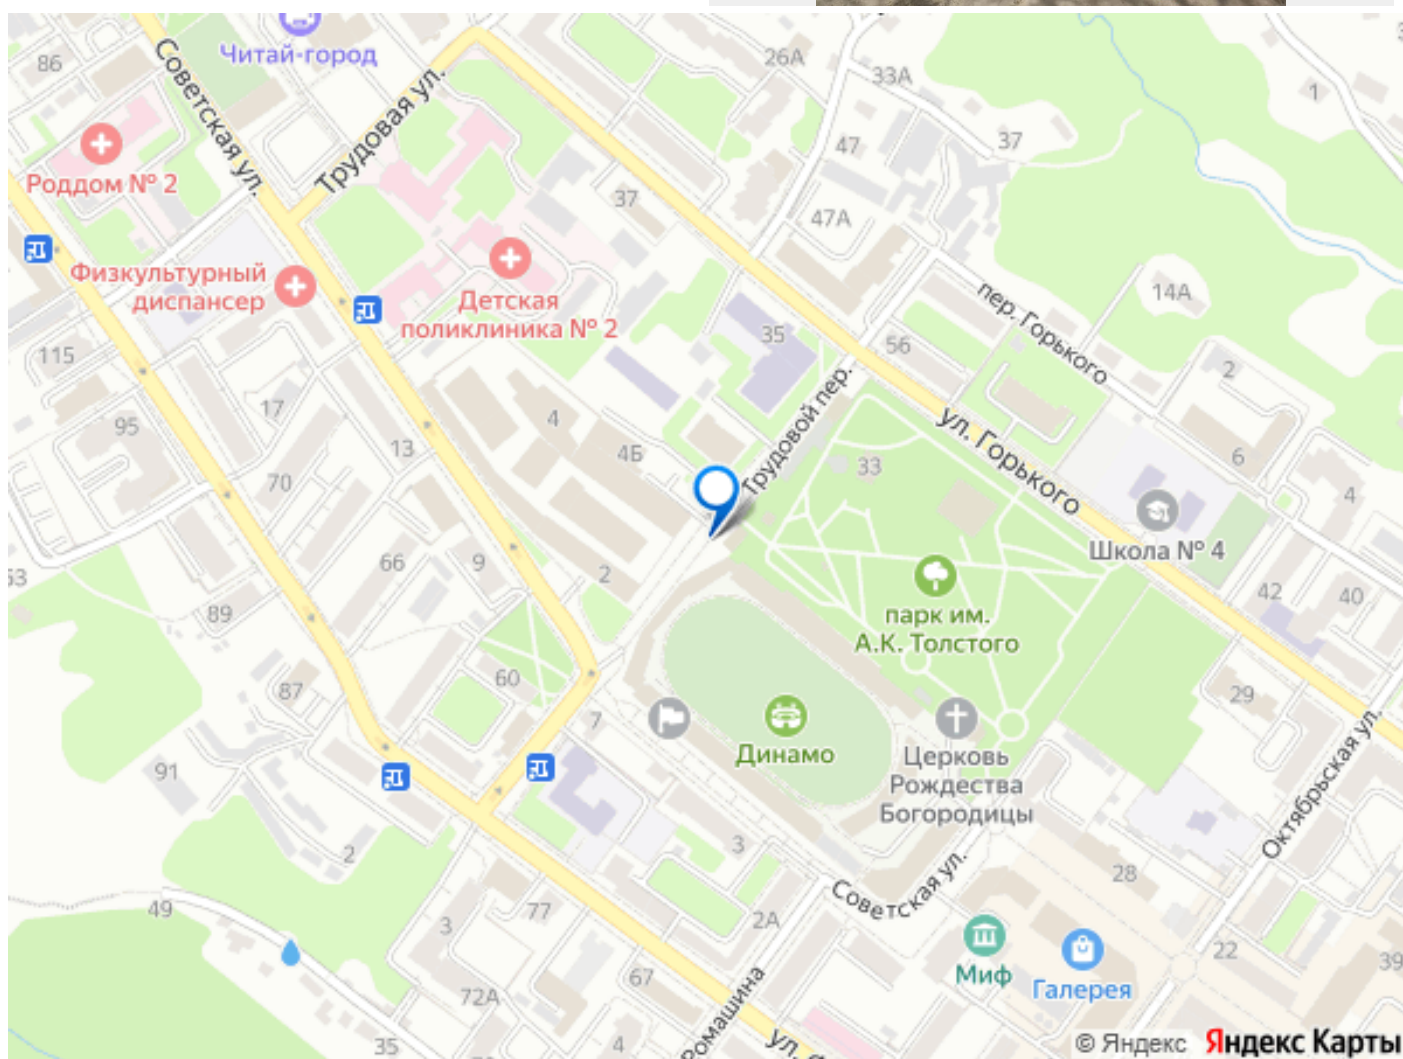 Читай-город
86
26А
33А
1
Советская ул.
Трудовая ул.
47
37
Роддом № 2
37
47А
Физкультурный
диспансер
Детская
поликлиника № 2
14А
пер. Горького
115
35
56
2
17
95
4
13
4Б
Трудовой пер.
ул. Горького
33
6
70
4
Школа № 4
66
9
2
парк им.
А.К. Толстого
42
40
89
60
87
29
7
Динамо
Церковь
Рождества
Богородицы
Октябрьская ул.
91
2
3
28
Советская ул.
49
77
2А
3
22
39
Миф
Галерея
67
72А
Ромашина
35
4
© Яндекс Яндекс Карты